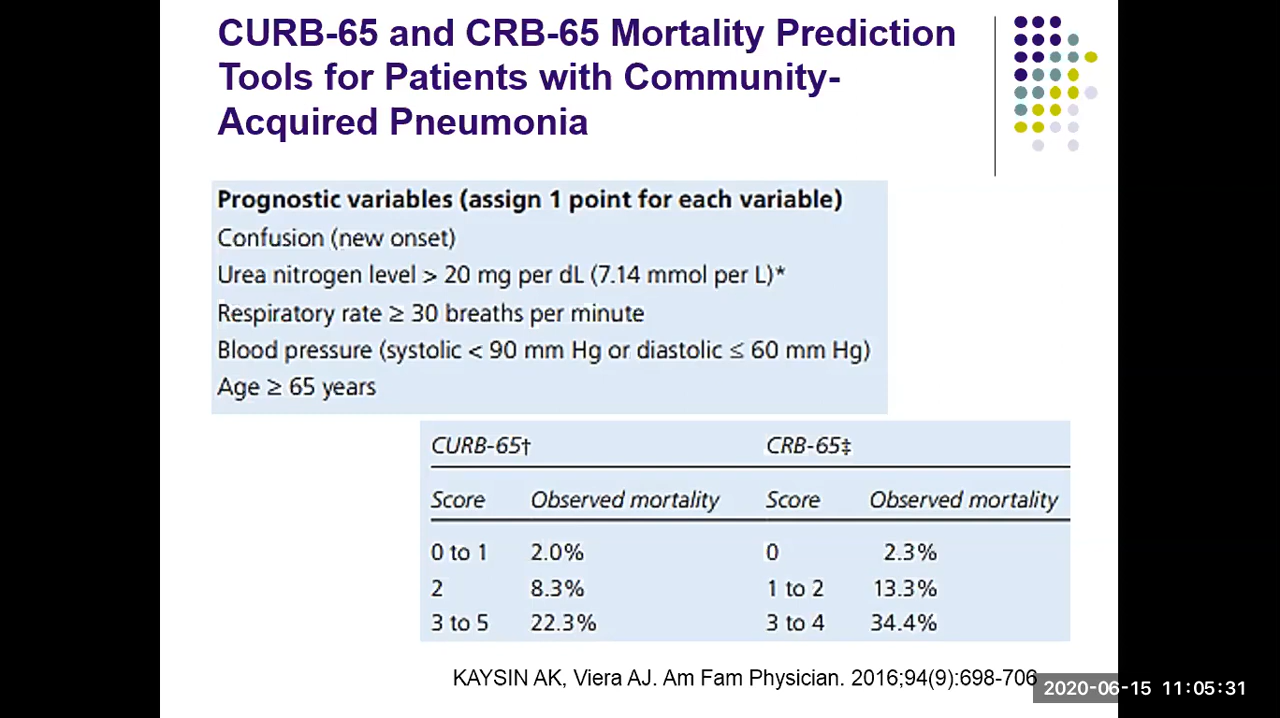 CURB-65 and CRB-65 Mortality Prediction
Tools for Patients with Community-
Acquired Pneumonia
Prognostic variables (assign 1 point for each variable)
Confusion (new onset)
Urea nitrogen level > 20 mg per dL (7.14 mmol per L)*
Respiratory rate ≥ 30 breaths per minute
Blood pressure (systolic < 90 mm Hg or diastolic ≤ 60 mm Hg)
Age ≥ 65 years
CURB-65† CRB-65‡
Score Observed mortality Score Observed mortality
0 to 1 2.0% 0 2.3%
2 8.3% 1 to 2 13.3%
3 to 5 22.3% 3 to 4 34.4%
KAYSIN AK, Viera AJ. Am Fam Physician. 2016;94(9):698-706
2020-06-15 11:05:31